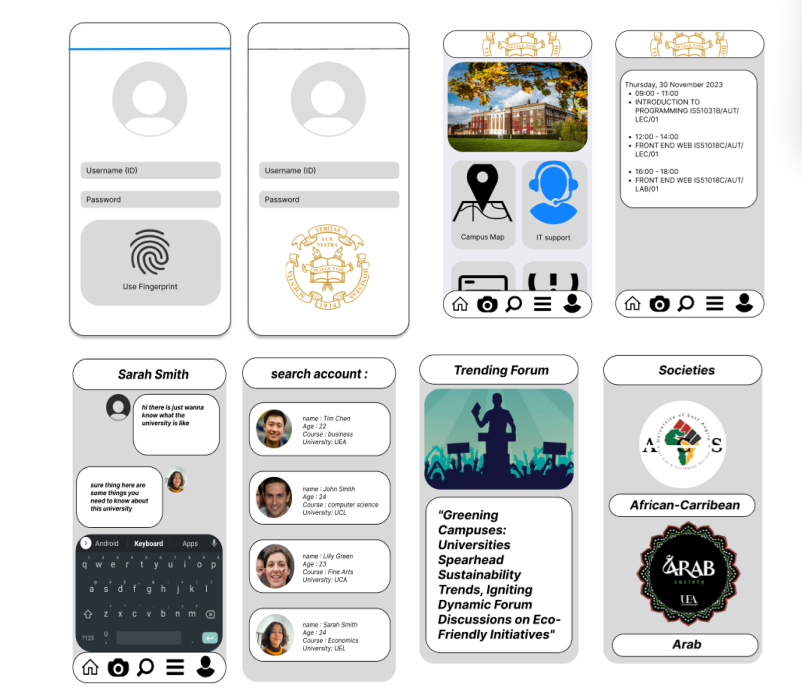 Username (ID)
Password
Use Fingerprint
Username (ID)
Password
VERITAS
LUX
VESTRA
1914
Campus Map
IT support
Thursday, 30 November 2023
09:00 - 11:00
INTRODUCTION TO
PROGRAMMING IS51031B/AUT/
LEC/01
12:00 - 14:00
FRONT END WEB IS51018C/AUT/
LEC/01
16:00 - 18:00
FRONT END WEB IS51018C/AUT/
LAB/01
Sarah Smith
hi there is just wanna
know what the
university is like
sure thing here are
some things you
need to know about
this university
Android Keyboard Apps
q w e r t y u i o p
a s d f g h j k l
z x c v b n m
?123
search account :
name : Tim Chen
Age : 22
Course : business
University: UEA
name : John Smith
Age : 24
Course : computer science
University: UCL
name : Lilly Green
Age : 23
Course : Fine Arts
University: UCA
name : Sarah Smith
Age : 24
Course : Economics
University: UEL
Trending Forum
"Greening
Campuses:
Universities
Spearhead
Sustainability
Trends, Igniting
Dynamic Forum
Discussions on Eco-
Friendly Initiatives"
Societies
University of East Anglia
A S
African-Carribean
ARAB
society
UEA
Arab